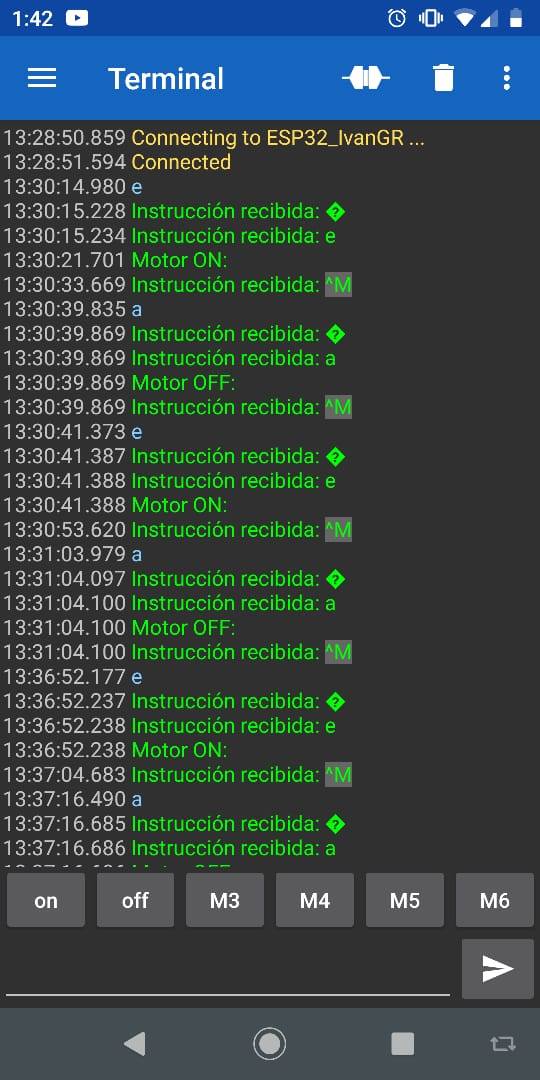 1:42
Terminal
13:28:50.859 Connecting to ESP32_IvanGR ...
13:28:51.594 Connected
13:30:14.980 e
13:30:15.228 Instrucción recibida: �
13:30:15.234 Instrucción recibida: e
13:30:21.701 Motor ON:
13:30:33.669 Instrucción recibida: ^M
13:30:39.835 a
13:30:39.869 Instrucción recibida: �
13:30:39.869 Instrucción recibida: a
13:30:39.869 Motor OFF:
13:30:39.869 Instrucción recibida: ^M
13:30:41.373 e
13:30:41.387 Instrucción recibida: �
13:30:41.388 Instrucción recibida: e
13:30:41.388 Motor ON:
13:30:53.620 Instrucción recibida: ^M
13:31:03.979 a
13:31:04.097 Instrucción recibida: �
13:31:04.100 Instrucción recibida: a
13:31:04.100 Motor OFF:
13:31:04.100 Instrucción recibida: ^M
13:36:52.177 e
13:36:52.237 Instrucción recibida: �
13:36:52.238 Instrucción recibida: e
13:36:52.238 Motor ON:
13:37:04.683 Instrucción recibida: ^M
13:37:16.490 a
13:37:16.685 Instrucción recibida: �
13:37:16.686 Instrucción recibida: a
on off M3 M4 M5 M6